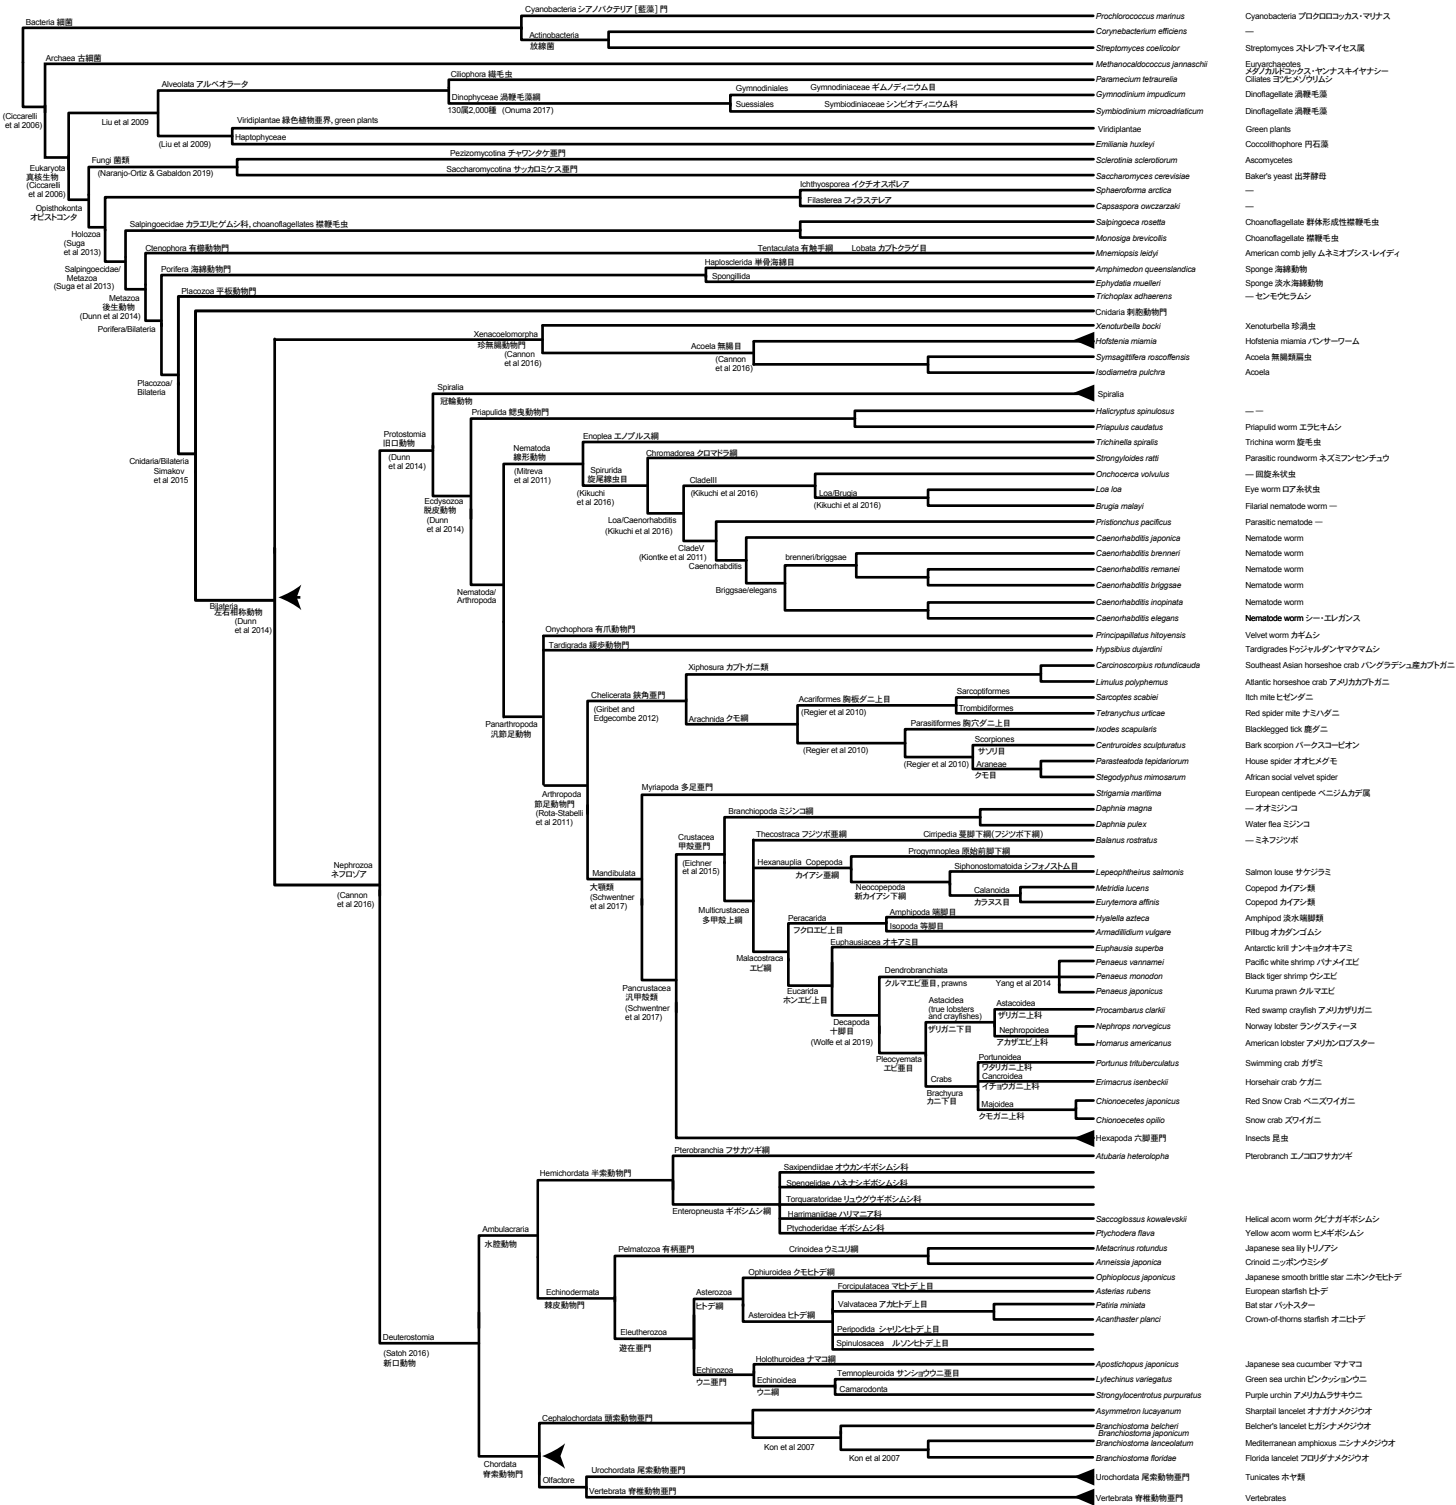 Cyanobacteria シアノバクテリア [藍藻] 門
Bacteria 細菌
Prochlorococcus marinus Cyanobacteria プロクロロコッカス・マリナス
Actinobacteria
放線菌
Corynebacterium efficiens —
Streptomyces coelicolor Streptomyces ストレプトマイセス属
Archaea 古細菌
Methanocaldococcus jannaschii Euryarchaeotes
メタノカルドコックス・ヤンナスキイヤナシー
Ciliophora 繊毛虫
Paramecium tetraurelia Ciliates ヨツヒメゾウリムシ
Alveolata アルベオラータ
Gymnodiniales Gymnodiniaceae ギムノディニウム目
Gymnodinium impudicum Dinoflagellate 渦鞭毛藻
Dinophyceae 渦鞭毛藻綱
130属2,000種 (Onuma 2017)
Suessiales Symbiodiniaceae シンビオディニウム科
Symbiodinium microadriaticum Dinoflagellate 渦鞭毛藻
(Ciccarelli
et al 2006)
Liu et al 2009
Viridiplantae 緑色植物亜界, green plants
Viridiplantae Green plants
(Liu et al 2009)
Haptophyceae
Emiliania huxleyi Coccolithophore 円石藻
Eukaryota
真核生物
(Ciccarelli
et al 2006)
Fungi 菌類
(Naranjo-Ortiz & Gabaldon 2019)
Pezizomycotina チャワンタケ亜門
Sclerotinia sclerotiorum Ascomycetes
Saccharomycotina サッカロミケス亜門
Saccharomyces cerevisiae Baker's yeast 出芽酵母
Opisthokonta
オピストコンタ
Ichthyosporea イクチオスポレア
Sphaeroforma arctica —
Filasterea フィラステレア
Capsaspora owczarzaki —
Holozoa
(Suga
et al 2013)
Salpingoecidae カラエリヒゲムシ科, choanoflagellates 襟鞭毛虫
Salpingoeca rosetta Choanoflagellate 群体形成性襟鞭毛虫
Monosiga brevicollis Choanoflagellate 襟鞭毛虫
Salpingoecidae/
Metazoa
(Suga et al 2013)
Ctenophora 有櫛動物門 Tentaculata 有触手綱 Lobata カブトクラゲ目
Mnemiopsis leidyi American comb jelly ムネミオプシス・レイディ
Metazoa
後生動物
(Dunn et al 2014)
Porifera 海綿動物門
Haplosclerida 単骨海綿目
Amphimedon queenslandica Sponge 海綿動物
Spongillida
Ephydatia muelleri Sponge 淡水海綿動物
Porifera/Bilateria
Placozoa 平板動物門
Trichoplax adhaerens — センモウヒラムシ
Placozoa/
Bilateria
Cnidaria 刺胞動物門
Xenacoelomorpha
珍無腸動物門
(Cannon
et al 2016)
Xenoturbella bocki Xenoturbella 珍渦虫
Acoela 無腸目
(Cannon
et al 2016)
Hofstenia miamia Hofstenia miamia パンサーワーム
Symsagittifera roscoffensis Acoela 無腸類扁虫
Isodiametra pulchra Acoela
Cnidaria/Bilateria
Simakov
et al 2015
Spiralia
冠輪動物
Spiralia
Protostomia
旧口動物
(Dunn
et al 2014)
Priapulida 鰓曳動物門
Halicryptus spinulosus — —
Priapulus caudatus Priapulid worm エラヒキムシ
Ecdysozoa
脱皮動物
(Dunn
et al 2014)
Nematoda
線形動物
(Mitreva
et al 2011)
Enoplea エノプルス綱
Trichinella spiralis Trichina worm 旋毛虫
Spirurida
旋尾線虫目
(Kikuchi
et al 2016)
Chromadorea クロマドラ綱
Strongyloides ratti Parasitic roundworm ネズミフンセンチュウ
Loa/Caenorhabditis
(Kikuchi et al 2016)
CladeIII
(Kikuchi et al 2016)
Onchocerca volvulus — 回旋糸状虫
Loa/Brugia
(Kikuchi et al 2016)
Loa loa Eye worm ロア糸状虫
Brugia malayi Filarial nematode worm —
CladeV
(Kiontke et al 2011)
Pristionchus pacificus Parasitic nematode —
Caenorhabditis
Caenorhabditis japonica Nematode worm
Briggsae/elegans
brenneri/briggsae
Caenorhabditis brenneri Nematode worm
Caenorhabditis remanei Nematode worm
Caenorhabditis briggsae Nematode worm
Caenorhabditis inopinata Nematode worm
Caenorhabditis elegans Nematode worm シー・エレガンス
Nematoda/
Arthropoda
Bilateria
左右相称動物
(Dunn
et al 2014)
Onychophora 有爪動物門
Principapillatus hitoyensis Velvet worm カギムシ
Tardigrada 緩歩動物門
Hypsibius dujardini Tardigrades ドゥジャルダンヤマクマムシ
Panarthropoda
汎節足動物
Chelicerata 鋏角亜門
(Giribet and
Edgecombe 2012)
Xiphosura カブトガニ類
Carcinoscorpius rotundicauda Southeast Asian horseshoe crab バングラデシュ産カブトガニ
Limulus polyphemus Atlantic horseshoe crab アメリカカブトガニ
Arachnida クモ綱
Acariformes 胸板ダニ上目
(Regier et al 2010)
Sarcoptiformes
Sarcoptes scabiei Itch mite ヒゼンダニ
Trombidiformes
Tetranychus urticae Red spider mite ナミハダニ
(Regier et al 2010)
Parasitiformes 胸穴ダニ上目
Ixodes scapularis Blacklegged tick 鹿ダニ
(Regier et al 2010)
Scorpiones
サソリ目
Centruroides sculpturatus Bark scorpion バークスコーピオン
Araneae
クモ目
Parasteatoda tepidariorum House spider オオヒメグモ
Stegodyphus mimosarum African social velvet spider
Arthropoda
節足動物門
(Rota-Stabelli
et al 2011)
Myriapoda 多足亜門
Strigamia maritima European centipede ベニジムカデ属
Mandibulata
大顎類
(Schwentner
et al 2017)
Crustacea
甲殻亜門
(Eichner
et al 2015)
Branchiopoda ミジンコ綱
Daphnia magna — オオミジンコ
Daphnia pulex Water flea ミジンコ
Multicrustacea
多甲殻上綱
Thecostraca フジツボ亜綱 Cirripedia 蔓脚下綱(フジツボ下綱)
Balanus rostratus — ミネフジツボ
Hexanauplia Copepoda
カイアシ亜綱
Progymnoplea 原始前脚下綱
Neocopepoda
新カイアシ下綱
Siphonostomatoida シフォノストム目
Lepeophtheirus salmonis Salmon louse サケジラミ
Calanoida
カラヌス目
Metridia lucens Copepod カイアシ類
Eurytemora affinis Copepod カイアシ類
Malacostraca
エビ綱
Peracarida
フクロエビ上目
Amphipoda 端脚目
Hyalella azteca Amphipod 淡水端脚類
Isopoda 等脚目
Armadillidium vulgare Pillbug オカダンゴムシ
Eucarida
ホンエビ上目
Euphausiacea オキアミ目
Euphausia superba Antarctic krill ナンキョクオキアミ
Decapoda
十脚目
(Wolfe et al 2019)
Dendrobranchiata
クルマエビ亜目, prawns Yang et al 2014
Penaeus vannamei Pacific white shrimp バナメイエビ
Penaeus monodon Black tiger shrimp ウシエビ
Penaeus japonicus Kuruma prawn クルマエビ
Pleocyemata
エビ亜目
Astacidea
(true lobsters
and crayfishes)
ザリガニ下目
Astacoidea
ザリガニ上科
Procambarus clarkii Red swamp crayfish アメリカザリガニ
Nephropoidea
アカザエビ上科
Nephrops norvegicus Norway lobster ラングスティーヌ
Homarus americanus American lobster アメリカンロブスター
Crabs
Brachyura
カニ下目
Portunoidea
ワタリガニ上科
Portunus trituberculatus Swimming crab ガザミ
Cancroidea
イチョウガニ上科
Erimacrus isenbeckii Horsehair crab ケガニ
Majoidea
クモガニ上科
Chionoecetes japonicus Red Snow Crab ベニズワイガニ
Chionoecetes opilio Snow crab ズワイガニ
Pancrustacea
汎甲殻類
(Schwentner
et al 2017)
Hexapoda 六脚亜門 Insects 昆虫
Nephrozoa
ネフロゾア
(Cannon
et al 2016)
Pterobranchia フサカツギ綱
Atubaria heterolopha Pterobranch エノコロフサカツギ
Hemichordata 半索動物門
Saxipendiidae オウカンギボシムシ科
Spengelidae ハネナシギボシムシ科
Torquaratoridae リュウグウギボシムシ科
Enteropneusta ギボシムシ綱
Harrimaniidae ハリマニア科
Saccoglossus kowalevskii Helical acorn worm クビナガギボシムシ
Ptychoderidae ギボシムシ科
Ptychodera flava Yellow acorn worm ヒメギボシムシ
Ambulacraria
水腔動物
Pelmatozoa 有柄亜門 Crinoidea ウミユリ綱
Metacrinus rotundus Japanese sea lily トリノアシ
Anneissia japonica Crinoid ニッポンウミシダ
Echinodermata
棘皮動物門
Asterozoa
ヒトデ綱
Ophiuroidea クモヒトデ綱
Ophioplocus japonicus Japanese smooth brittle star ニホンクモヒトデ
Asteroidea ヒトデ綱
Forcipulatacea マヒトデ上目
Asterias rubens European starfish ヒトデ
Valvatacea アカヒトデ上目
Patiria miniata Bat star バットスター
Acanthaster planci Crown-of-thorns starfish オニヒトデ
Peripodida シャリンヒトデ上目
Spinulosacea ルソンヒトデ上目
Eleutherozoa
遊在亜門
Echinozoa
ウニ亜門
Holothuroidea ナマコ綱
Apostichopus japonicus Japanese sea cucumber マナマコ
Echinoidea
ウニ綱
Temnopleuroida サンショウウニ亜目
Lytechinus variegatus Green sea urchin ピンクッションウニ
Camarodonta
Strongylocentrotus purpuratus Purple urchin アメリカムラサキウニ
Deuterostomia
(Satoh 2016)
新口動物
Cephalochordata 頭索動物亜門
Asymmetron lucayanum Sharptail lancelet オナガナメクジウオ
Kon et al 2007
Branchiostoma belcheri Belcher's lancelet ヒガシナメクジウオ
Branchiostoma japonicum
Kon et al 2007
Branchiostoma lanceolatum Mediterranean amphioxus ニシナメクジウオ
Branchiostoma floridae Florida lancelet フロリダナメクジウオ
Chordata
脊索動物門
Olfactore
Urochordata 尾索動物亜門
Urochordata 尾索動物亜門 Tunicates ホヤ類
Vertebrata 脊椎動物亜門
Vertebrata 脊椎動物亜門 Vertebrates